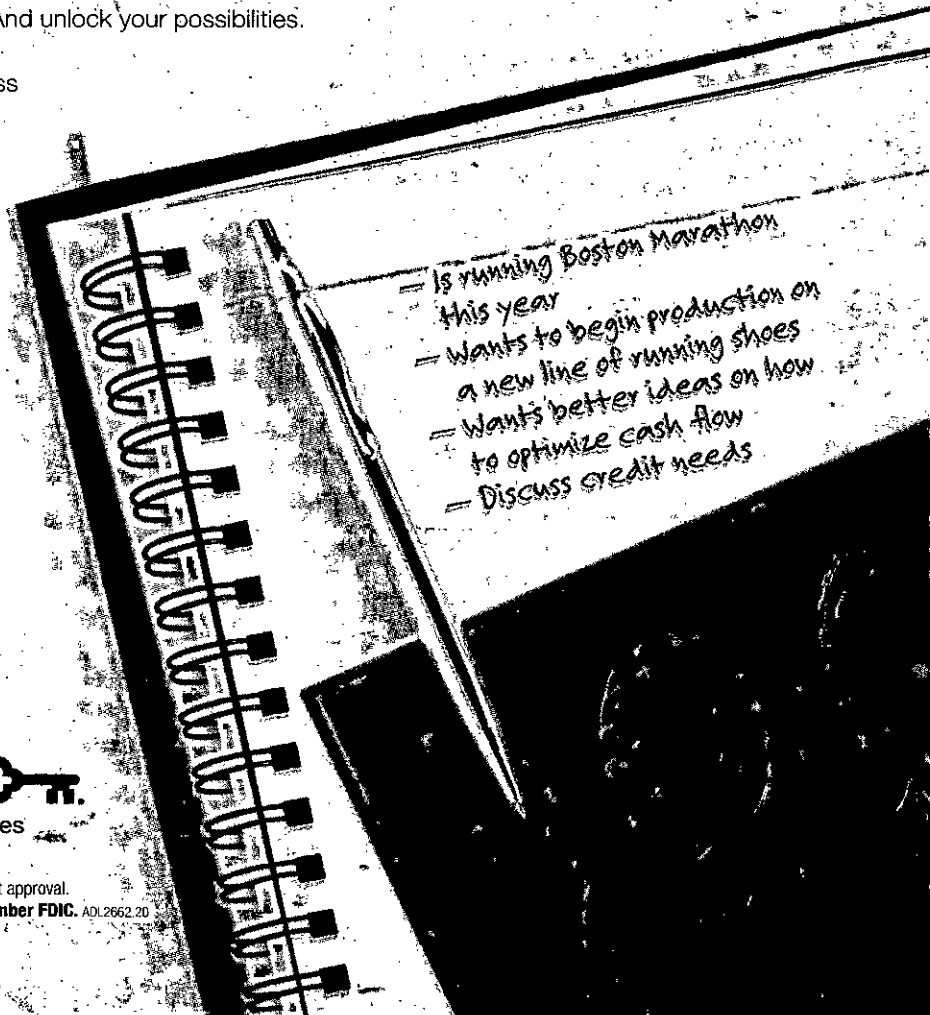 And unlock your possibilities.
ss
– Is running Boston Marathon
this year
– Wants to begin production on
a new line of running shoes
– Wants better ideas on how
to optimize cash flow
– Discuss credit needs
es
t approval.
mber FDIC. ADL2662.20